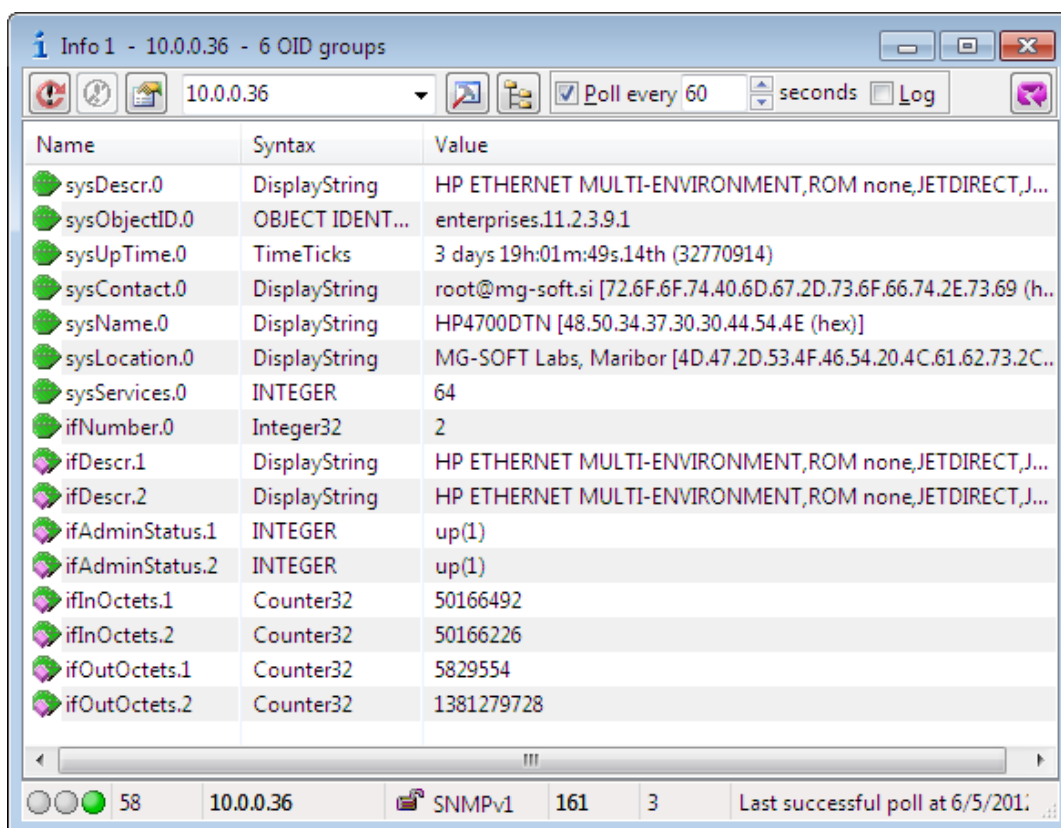 Info 1 - 10.0.0.36 - 6 OID groups
10.0.0.36 Poll every 60 seconds Log
Name Syntax Value
sysDescr.0 DisplayString HP ETHERNET MULTI-ENVIRONMENT,ROM none,JETDIRECT,J...
sysObjectID.0 OBJECT IDENT... enterprises.11.2.3.9.1
sysUpTime.0 TimeTicks 3 days 19h:01m:49s.14th (32770914)
sysContact.0 DisplayString root@mg-soft.si [72.6F.6F.74.40.6D.67.2D.73.6F.66.74.2E.73.69 (h...
sysName.0 DisplayString HP4700DTN [48.50.34.37.30.30.44.54.4E (hex)]
sysLocation.0 DisplayString MG-SOFT Labs, Maribor [4D.47.2D.53.4F.46.54.20.4C.61.62.73.2C...
sysServices.0 INTEGER 64
ifNumber.0 Integer32 2
ifDescr.1 DisplayString HP ETHERNET MULTI-ENVIRONMENT,ROM none,JETDIRECT,J...
ifDescr.2 DisplayString HP ETHERNET MULTI-ENVIRONMENT,ROM none,JETDIRECT,J...
ifAdminStatus.1 INTEGER up(1)
ifAdminStatus.2 INTEGER up(1)
ifInOctets.1 Counter32 50166492
ifInOctets.2 Counter32 50166226
ifOutOctets.1 Counter32 5829554
ifOutOctets.2 Counter32 1381279728
58 10.0.0.36 SNMPv1 161 3 Last successful poll at 6/5/2012